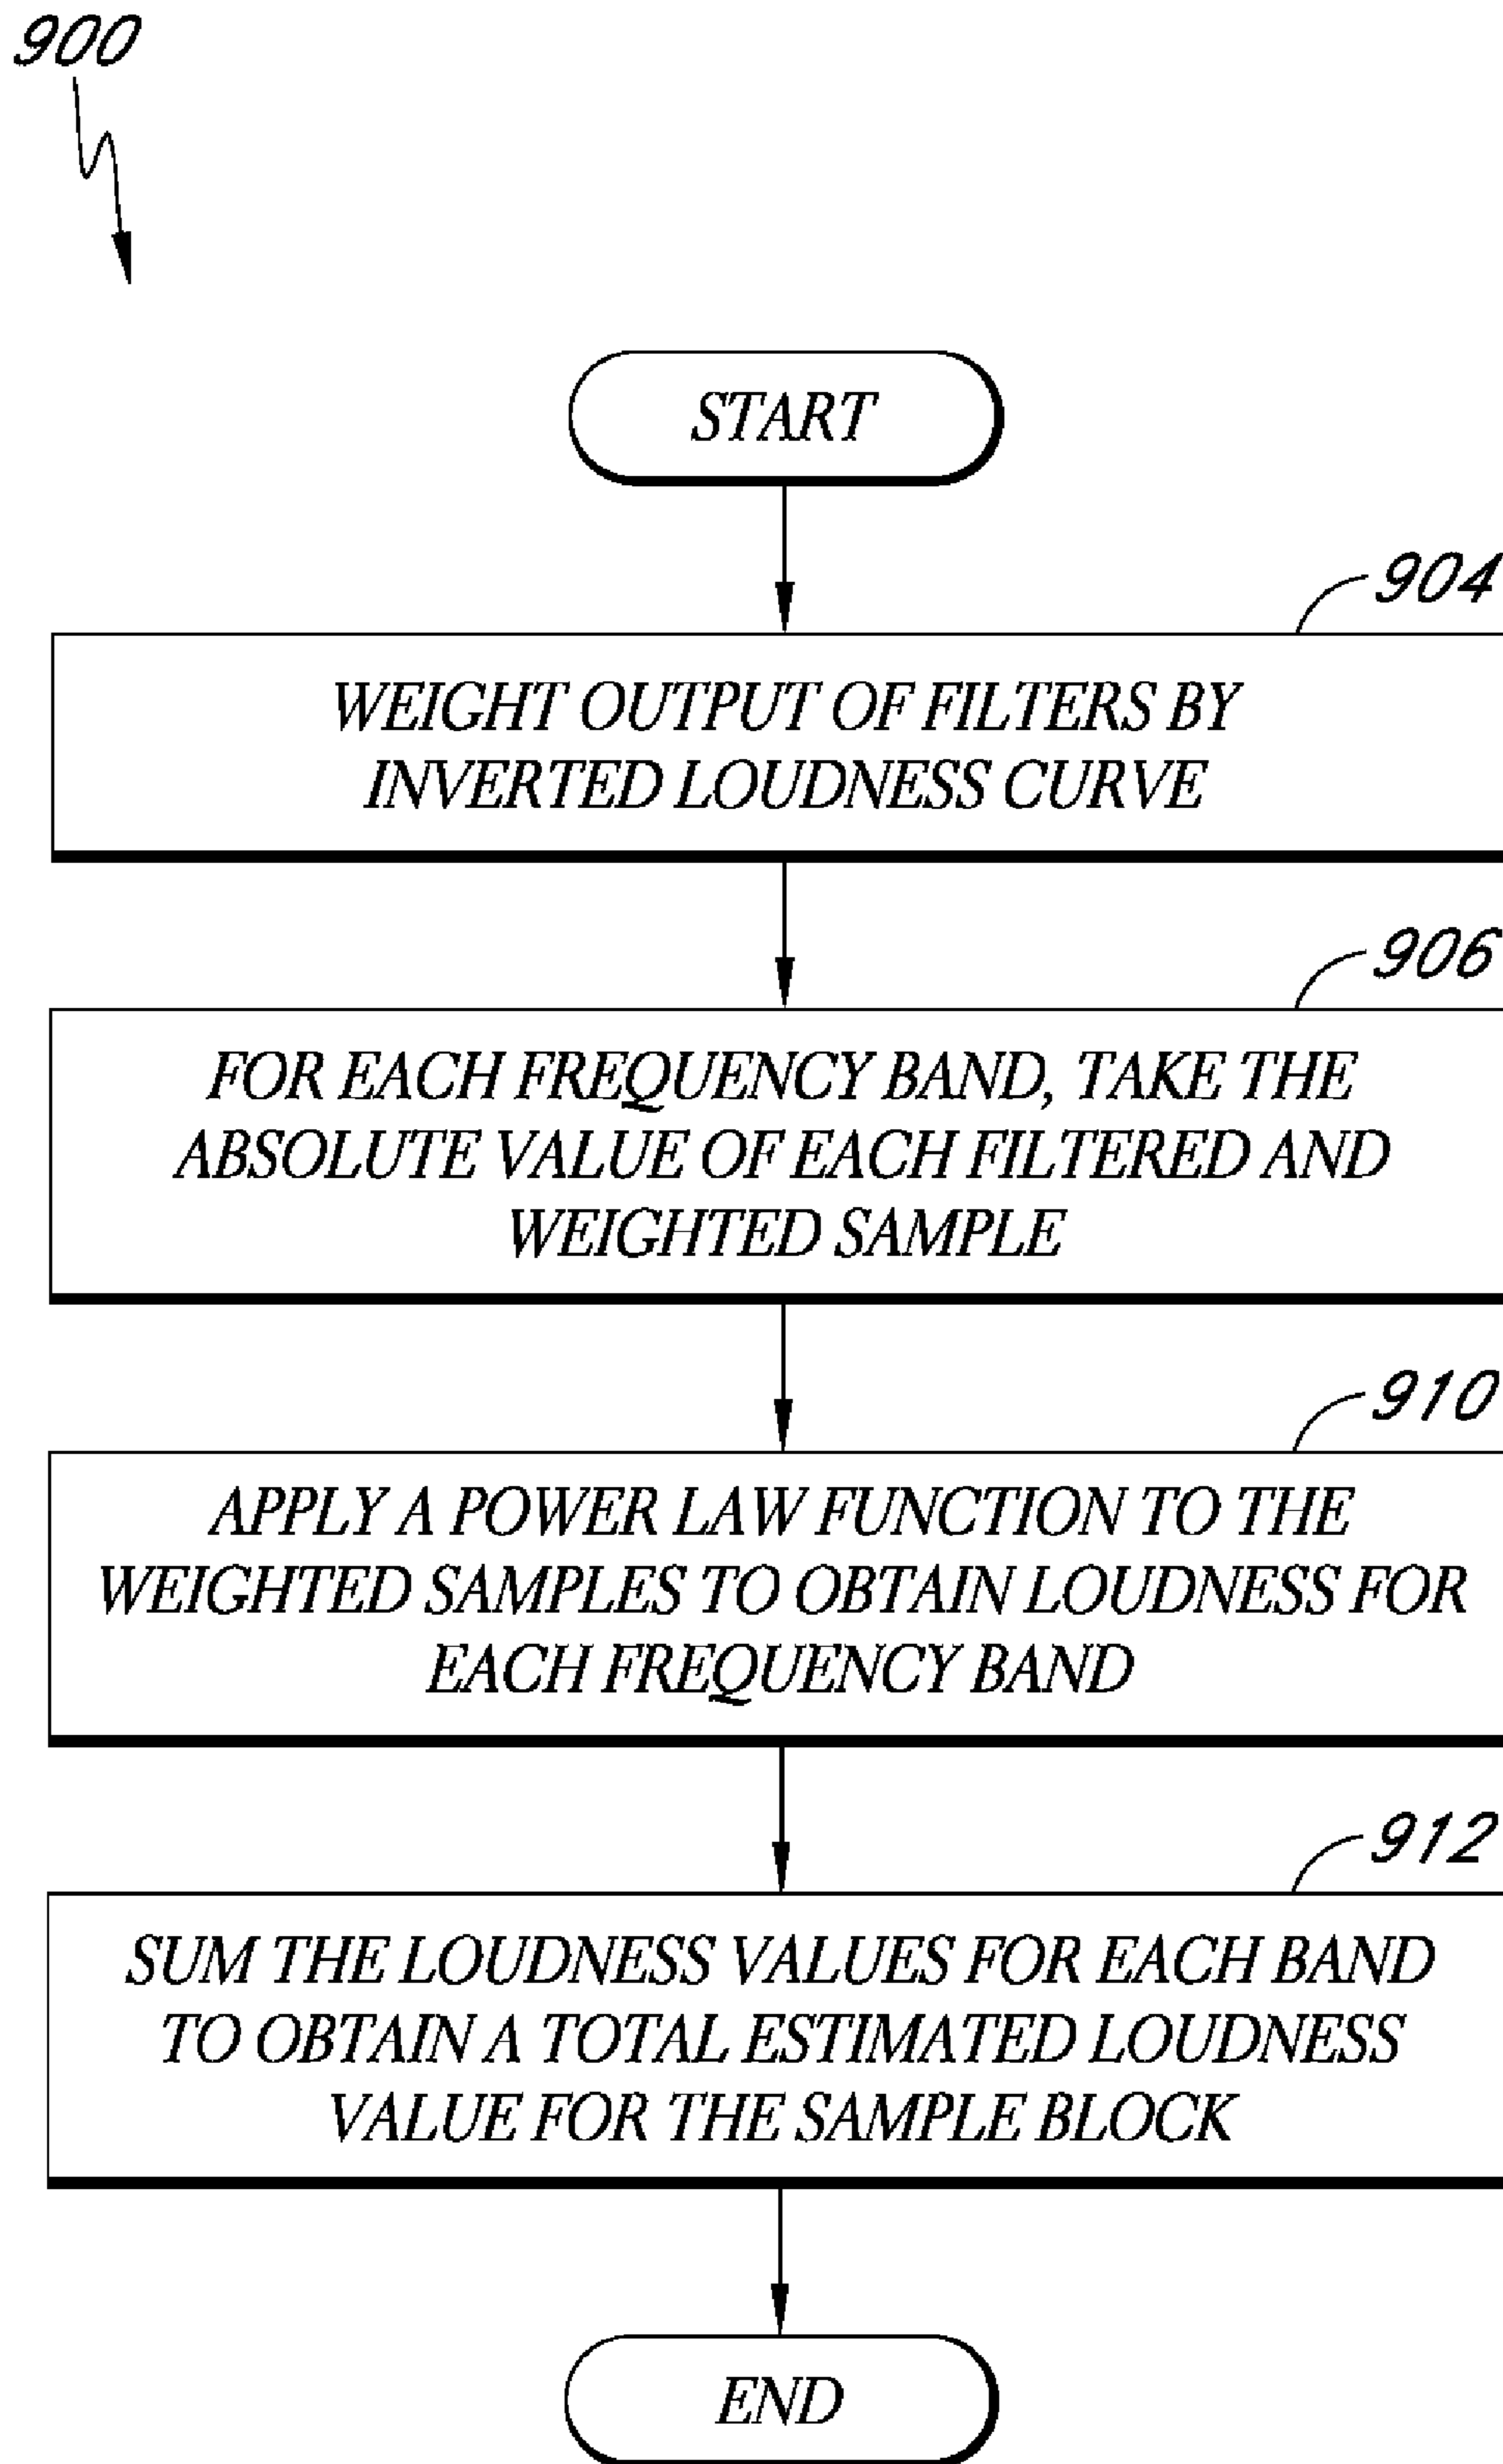 900
START
904
WEIGHT OUTPUT OF FILTERS BY
INVERTED LOUDNESS CURVE
906
FOR EACH FREQUENCY BAND, TAKE THE
ABSOLUTE VALUE OF EACH FILTERED AND
WEIGHTED SAMPLE
910
APPLY A POWER LAW FUNCTION TO THE
WEIGHTED SAMPLES TO OBTAIN LOUDNESS FOR
EACH FREQUENCY BAND
912
SUM THE LOUDNESS VALUES FOR EACH BAND
TO OBTAIN A TOTAL ESTIMATED LOUDNESS
VALUE FOR THE SAMPLE BLOCK
END